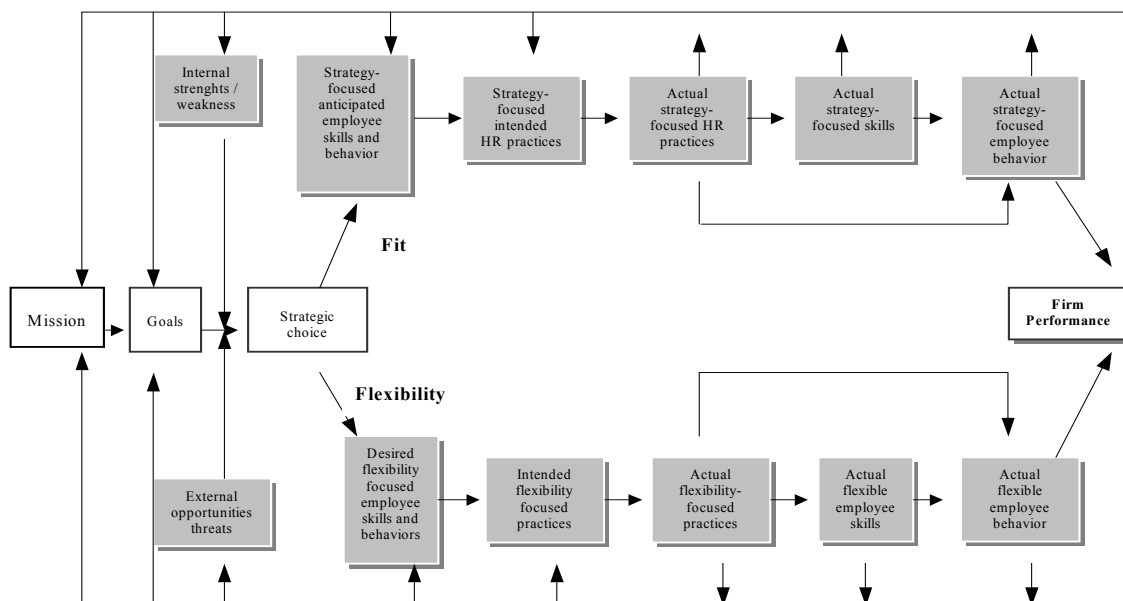 Internal
strenghts /
weakness
Strategy-
focused
anticipated
employee
skills and
behavior
Strategy-
focused
intended
HR practices
Actual
strategy-
focused HR
practices
Actual
strategy-
focused skills
Actual
strategy-
focused
employee
behavior
Fit
Mission
Goals
Strategic
choice
Firm
Performance
Flexibility
External
opportunities
threats
Desired
flexibility
focused
employee
skills and
behaviors
Intended
flexibility
focused
practices
Actual
flexibility-
focused
practices
Actual
flexible
employee
skills
Actual
flexible
employee
behavior